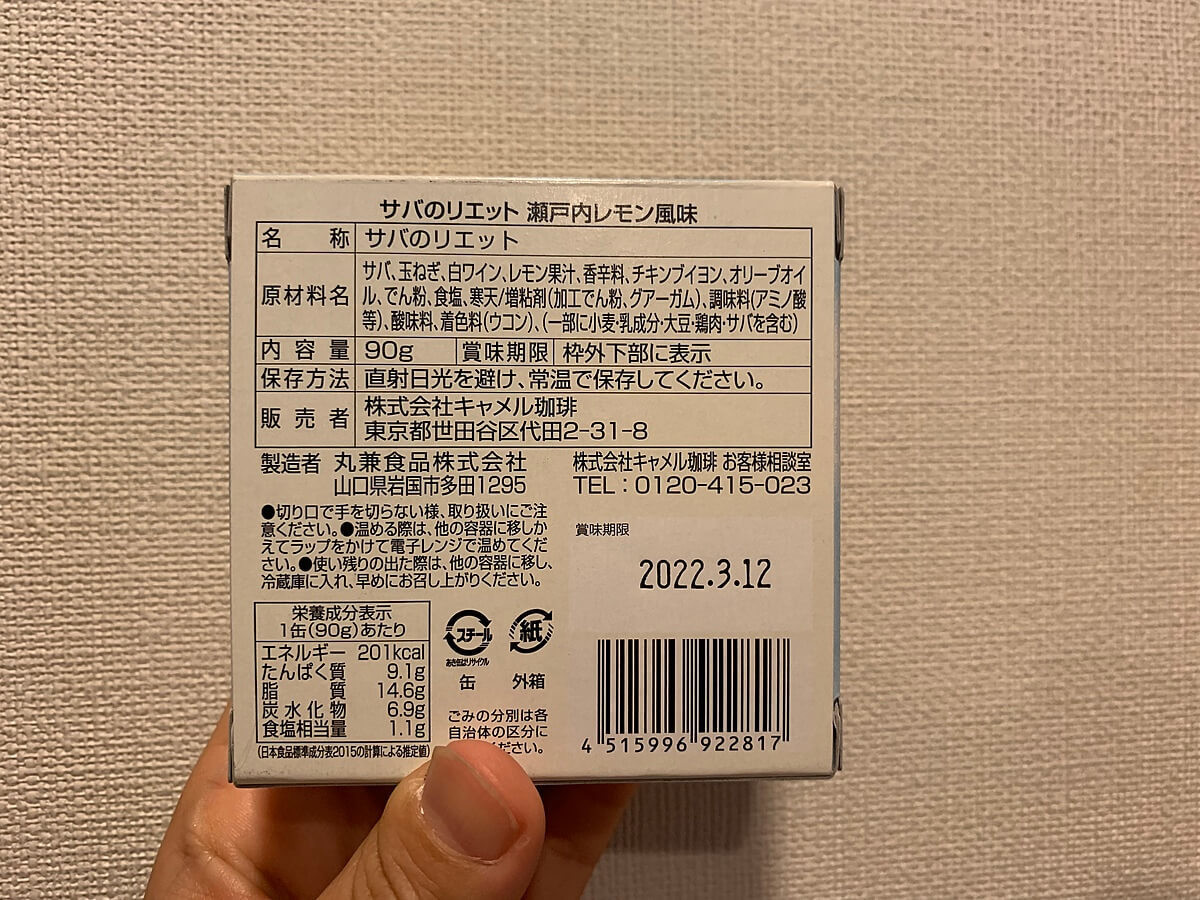 サバのリエット 瀬戸内レモン風味
名称 サバのリエット
原材料名 サバ、玉ねぎ、白ワイン、レモン果汁、香辛料、チキンブイヨン、オリーブオイ
ル、でん粉、食塩、寒天/増粘剤(加工でん粉、グアーガム)、調味料(アミノ酸
等)、酸味料、着色料(ウコン)、(一部に小麦・乳成分・大豆・鶏肉・サバを含む)
内容量 90g 賞味期限 枠外下部に表示
保存方法 直射日光を避け、常温で保存してください。
販売者 株式会社キャメル珈琲
東京都世田谷区代田2-31-8
製造者 丸兼食品株式会社
山口県岩国市多田1295
株式会社キャメル珈琲 お客様相談室
TEL:0120-415-023
●切り口で手を切らない様、取り扱いにご注
意ください。●温める際は、他の容器に移しか
えてラップをかけて電子レンジで温めてくだ
さい。●使い残りの出た際は、他の容器に移し、
冷蔵庫に入れ、早めにお召し上がりください。
賞味期限
2022.3.12
栄養成分表示
1缶(90g)あたり
エネルギー 201kcal
たんぱく質 9.1g
脂質 14.6g
炭水化物 6.9g
食塩相当量 1.1g
(日本食品標準成分表2015の計算による推定値)
スチール
あき缶はリサイクル
缶
紙
外箱
ごみの分別は各
自治体の区分に
ください。
4 515996 922817